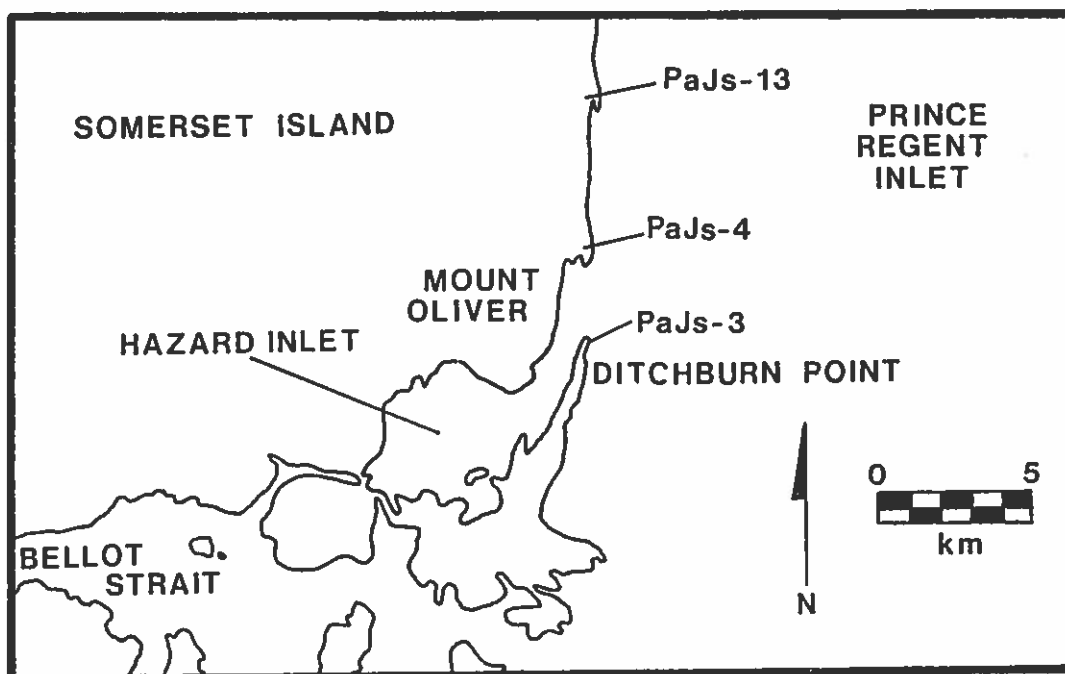 PaJs-13
SOMERSET ISLAND
PRINCE
REGENT
INLET
PaJs-4
MOUNT
OLIVER
HAZARD INLET
PaJs-3
DITCHBURN POINT
0 5
km
BELLOT
STRAIT
N